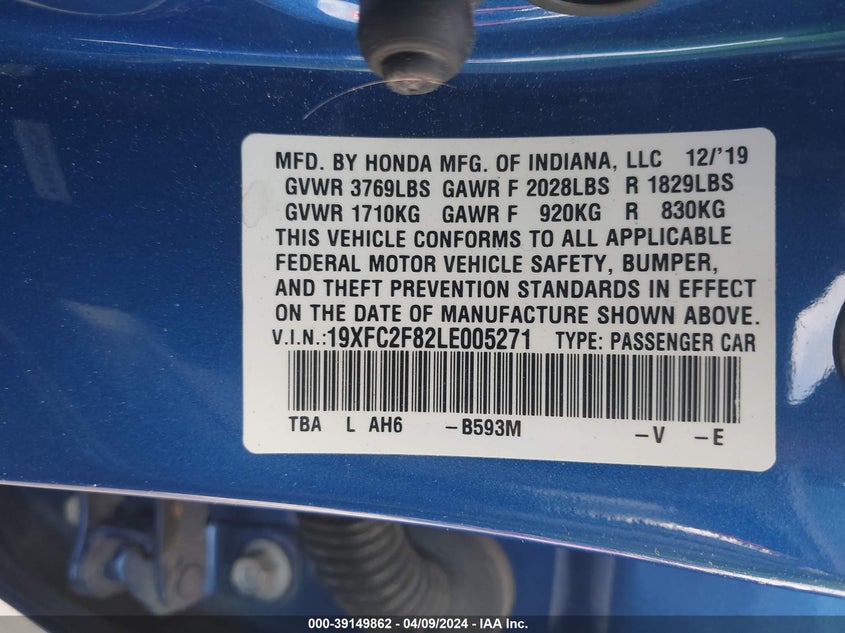 MFD. BY HONDA MFG. OF INDIANA, LLC 12/'19
GVWR 3769LBS GAWR F 2028LBS R 1829LBS
GVWR 1710KG GAWR F 920KG R 830KG
THIS VEHICLE CONFORMS TO ALL APPLICABLE
FEDERAL MOTOR VEHICLE SAFETY, BUMPER,
AND THEFT PREVENTION STANDARDS IN EFFECT
ON THE DATE OF MANUFACTURE SHOWN ABOVE.
V.I.N.:19XFC2F82LE005271 TYPE: PASSENGER CAR
TBA L AH6 -B593M -V -E
000-39149862 - 04/09/2024 - IAA Inc.